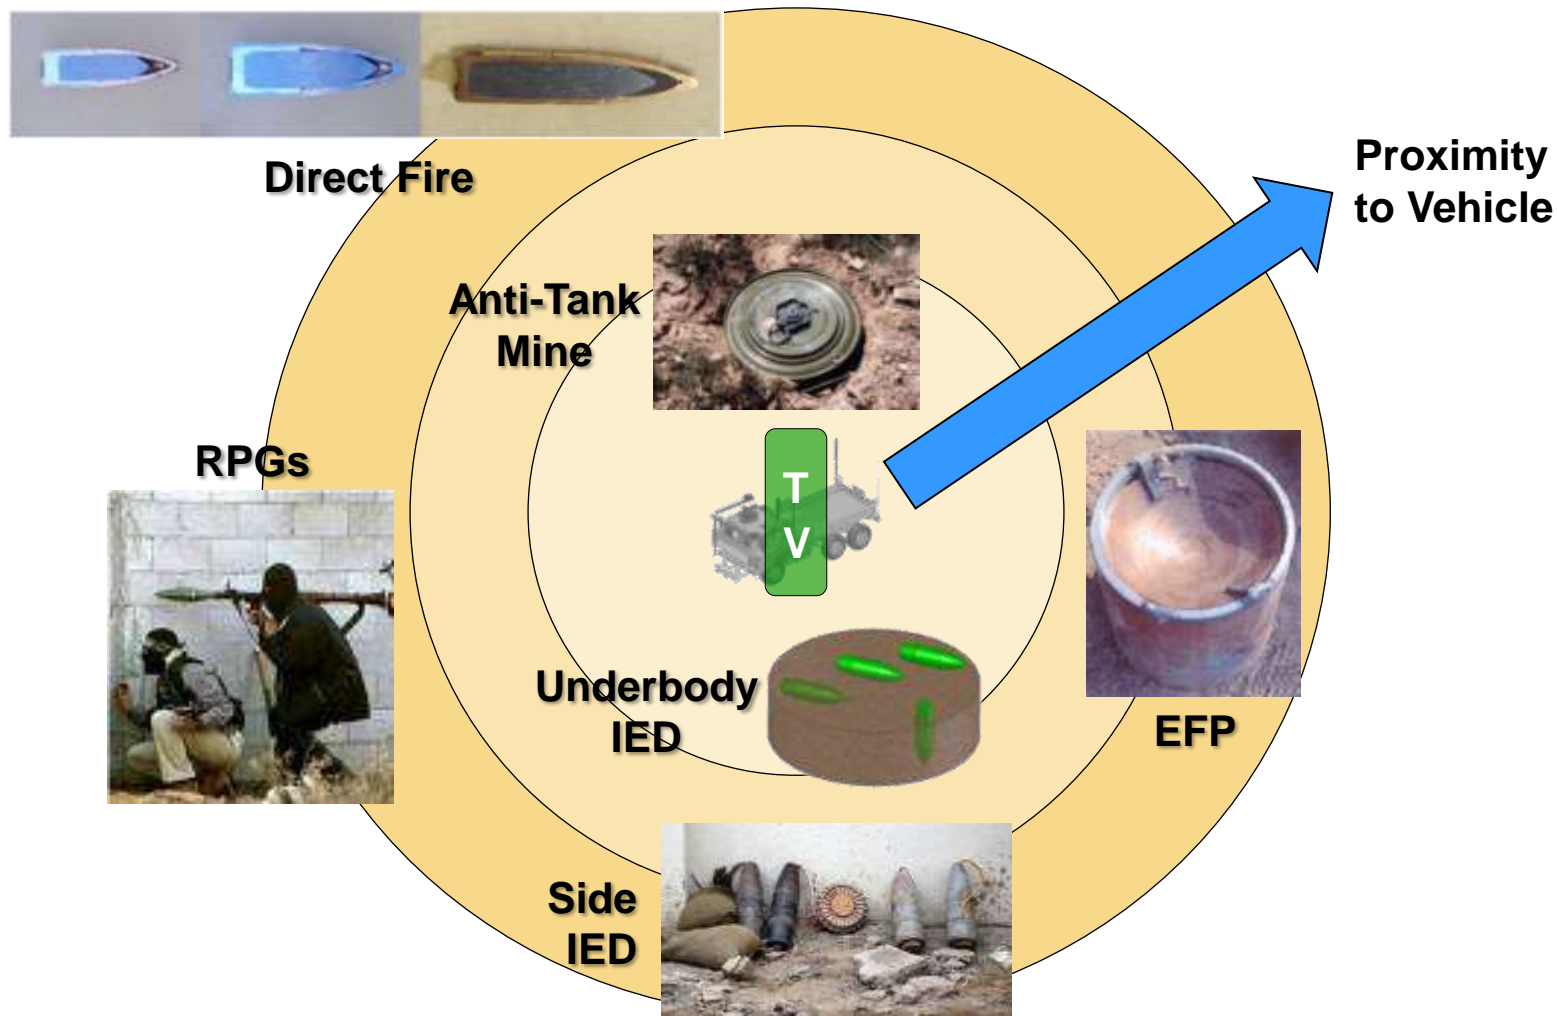 Direct Fire
Proximity
to Vehicle
Anti-Tank
Mine
RPGs
T
V
Underbody
IED
EFP
Side
IED